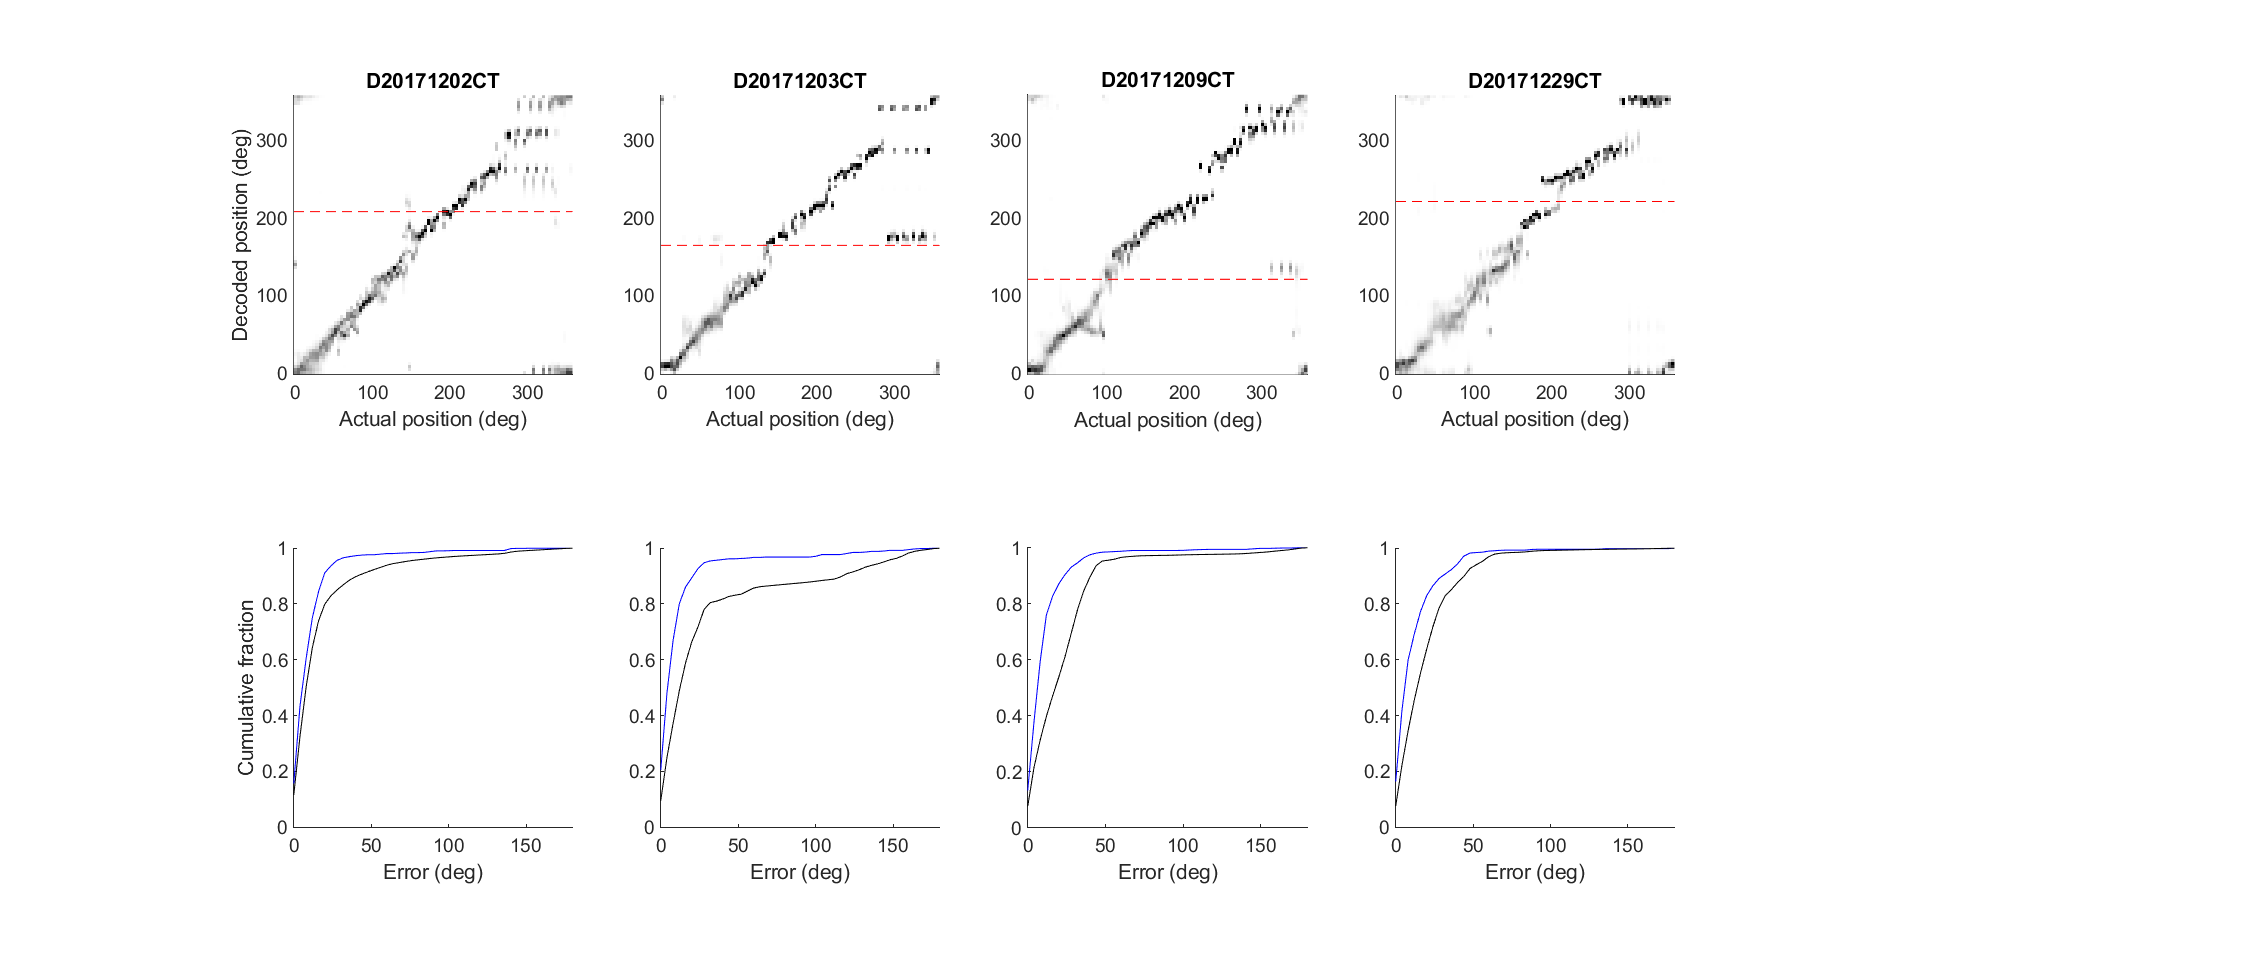 D20171202CT D20171203CT D20171209CT D20171229CT
Decoded position (deg)
300 300 300 300
200 200 200 200
100 100 100 100
0 0 0 0
0 100 200 300 0 100 200 300 0 100 200 300 0 100 200 300
Actual position (deg) Actual position (deg) Actual position (deg) Actual position (deg)
Cumulative fraction
1 1 1 1
0.8 0.8 0.8 0.8
0.6 0.6 0.6 0.6
0.4 0.4 0.4 0.4
0.2 0.2 0.2 0.2
0 0 0 0
0 50 100 150 0 50 100 150 0 50 100 150 0 50 100 150
Error (deg) Error (deg) Error (deg) Error (deg)